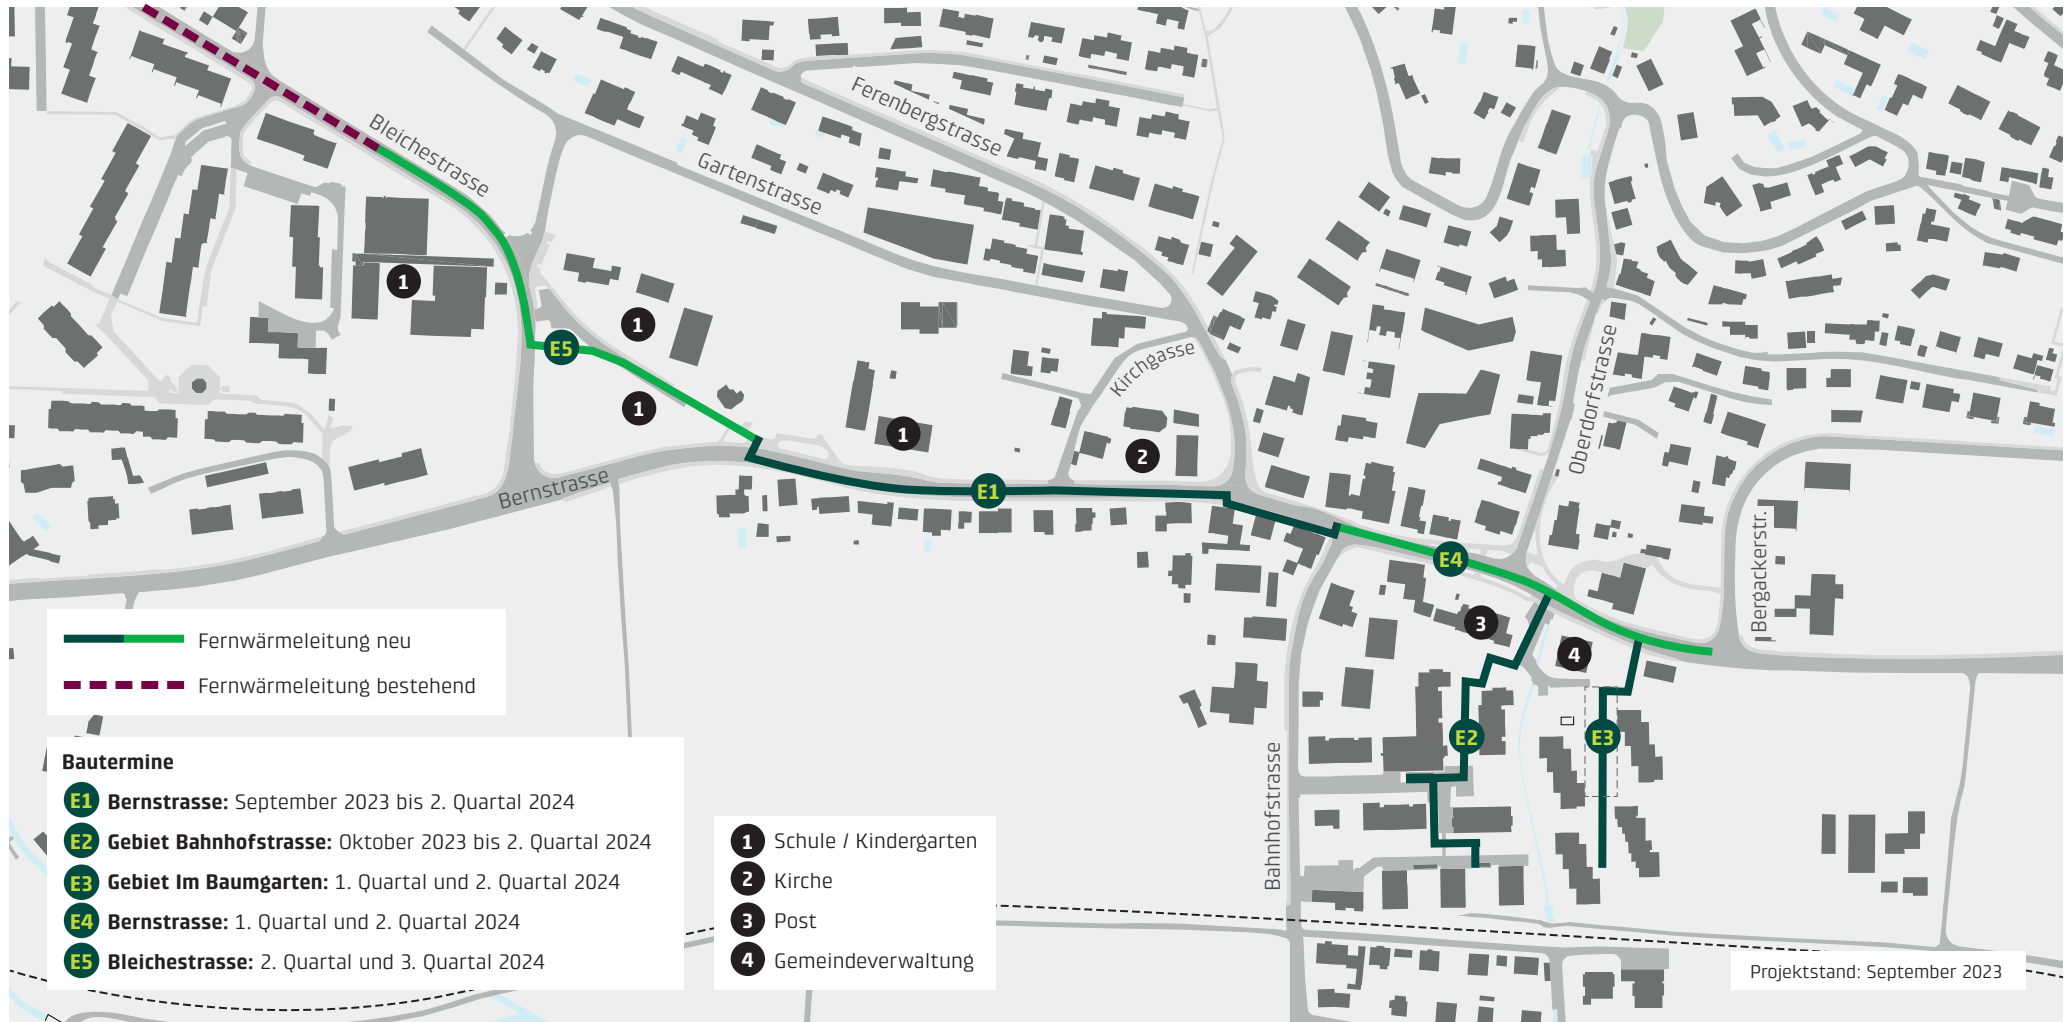 Bleichestrasse
Ferenbergstrasse
Gartenstrasse
1
1
E5
Kirchgasse
Oberdorfstrasse
1
1
2
Bernstrasse
E1
Bergackerstr.
E4
3
4
E2
E3
Bahnhofstrasse
Fernwärmeleitung neu
Fernwärmeleitung bestehend
Bautermine
E1 Bernstrasse: September 2023 bis 2. Quartal 2024
E2 Gebiet Bahnhofstrasse: Oktober 2023 bis 2. Quartal 2024
E3 Gebiet Im Baumgarten: 1. Quartal und 2. Quartal 2024
E4 Bernstrasse: 1. Quartal und 2. Quartal 2024
E5 Bleichestrasse: 2. Quartal und 3. Quartal 2024
1 Schule / Kindergarten
2 Kirche
3 Post
4 Gemeindeverwaltung
Projektstand: September 2023